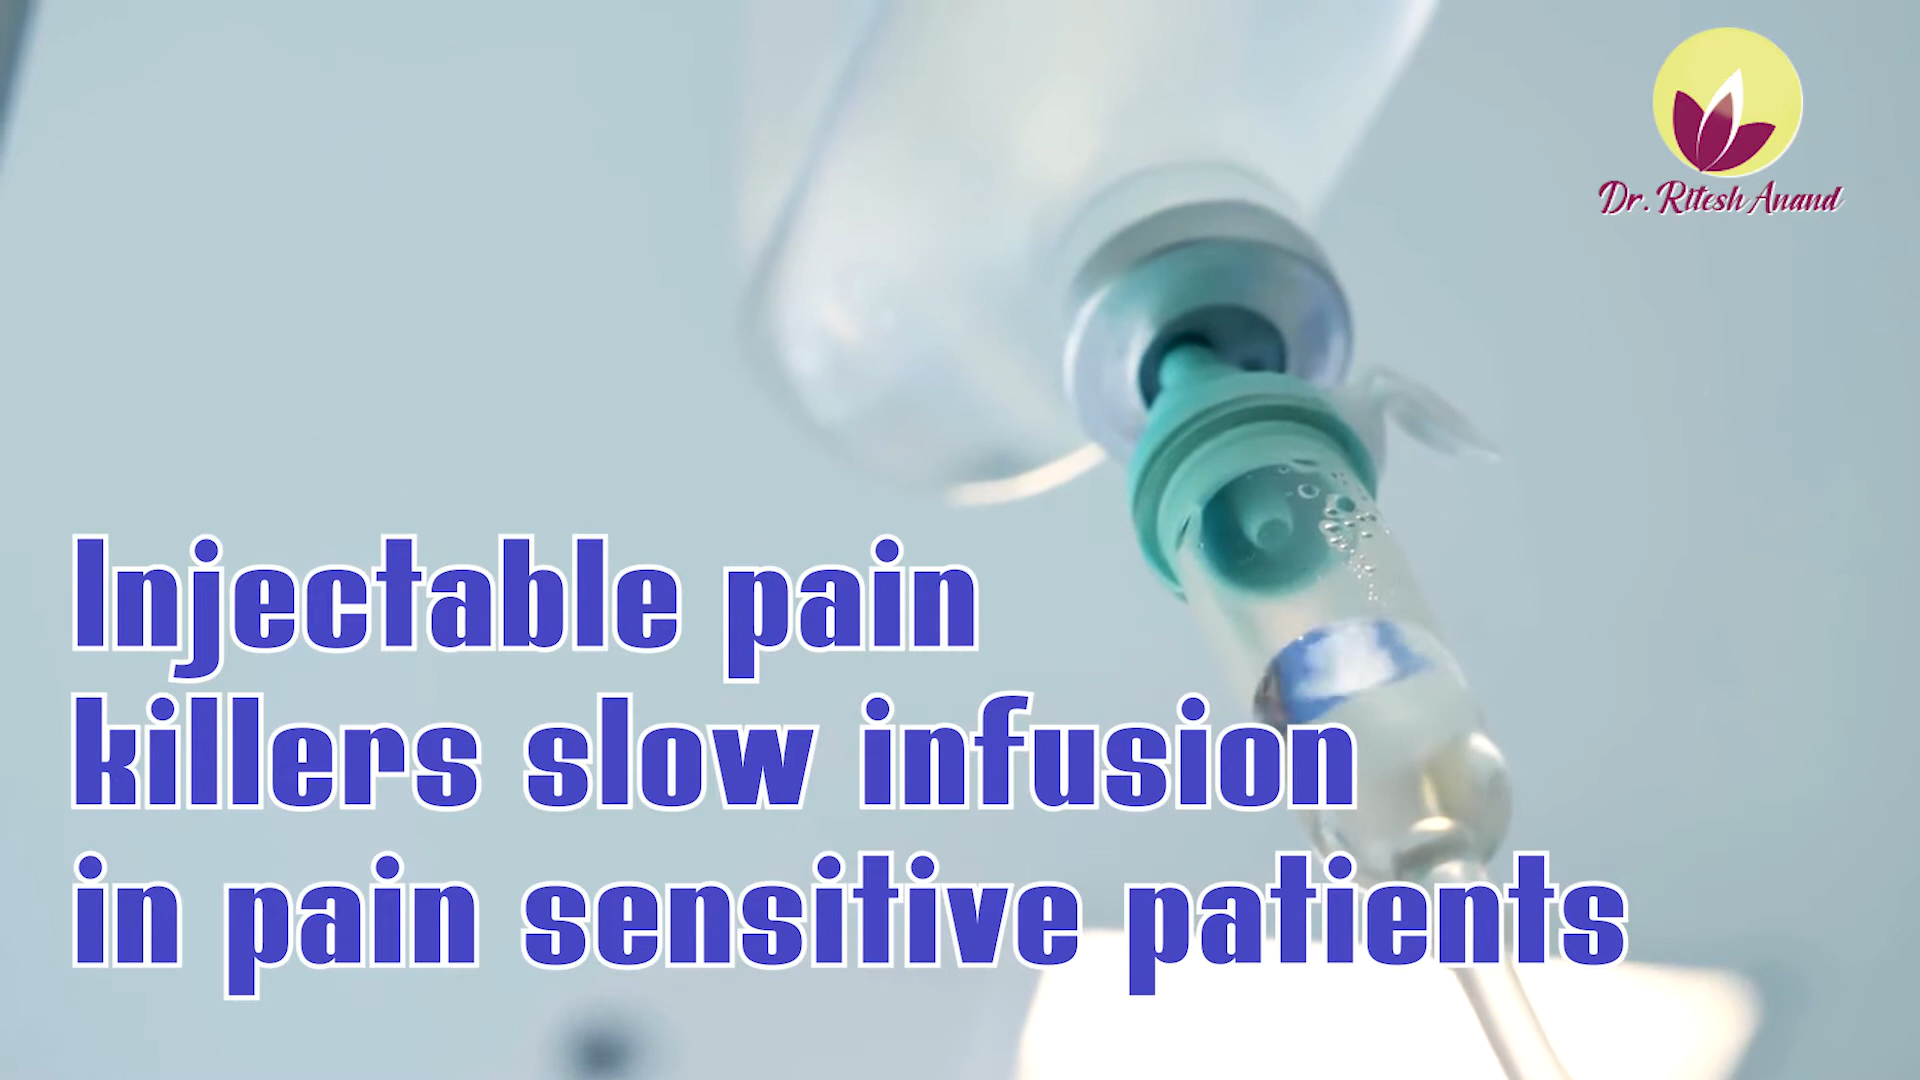 Dr. Ritesh Anand
Injectable pain
killers slow infusion
in pain sensitive patients